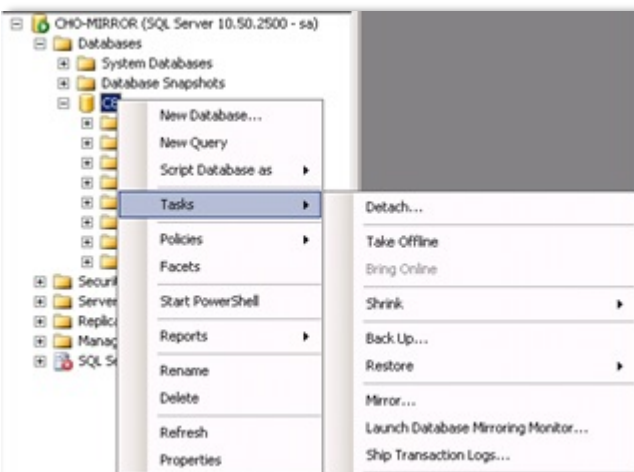 CHO-MIRROR (SQL Server 10.50.2500 - sa)
Databases
System Databases
Database Snapshots
New Database...
New Query
Script Database as
Tasks
Policies
Facets
Start PowerShell
Reports
Rename
Delete
Refresh
Properties
Detach...
Take Offline
Bring Online
Shrink
Back Up...
Restore
Mirror...
Launch Database Mirroring Monitor...
Ship Transaction Logs...
Server